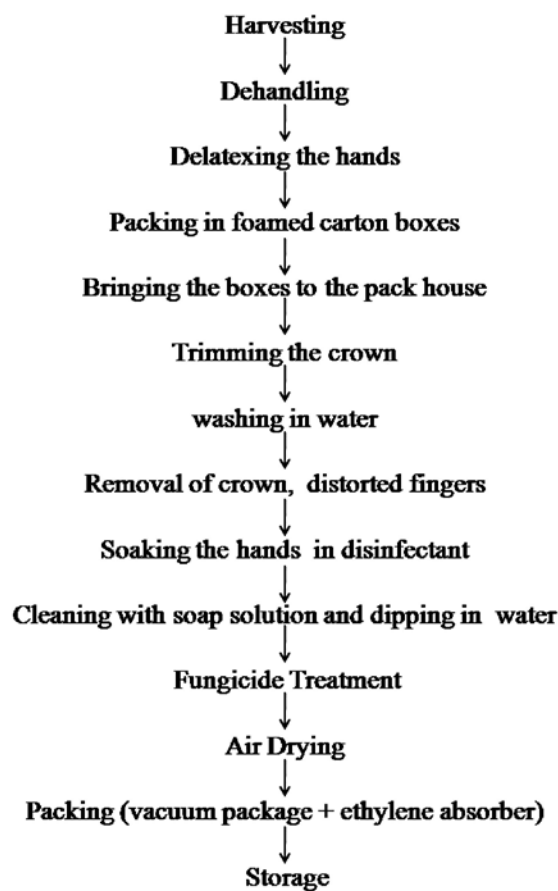 Harvesting
Dehandling
Delatexing the hands
Packing in foamed carton boxes
Bringing the boxes to the pack house
Trimming the crown
washing in water
Removal of crown, distorted fingers
Soaking the hands in disinfectant
Cleaning with soap solution and dipping in water
Fungicide Treatment
Air Drying
Packing (vacuum package + ethylene absorber)
Storage